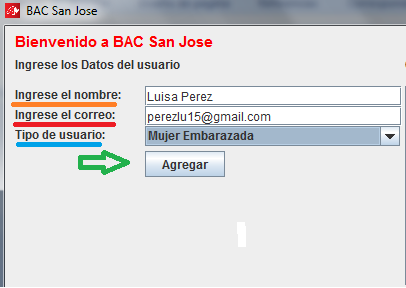 BAC San Jose
Bienvenido a BAC San Jose
Ingrese los Datos del usuario
Ingrese el nombre: Luisa Perez
Ingrese el correo: perezlu15@gmail.com
Tipo de usuario: Mujer Embarazada
Agregar